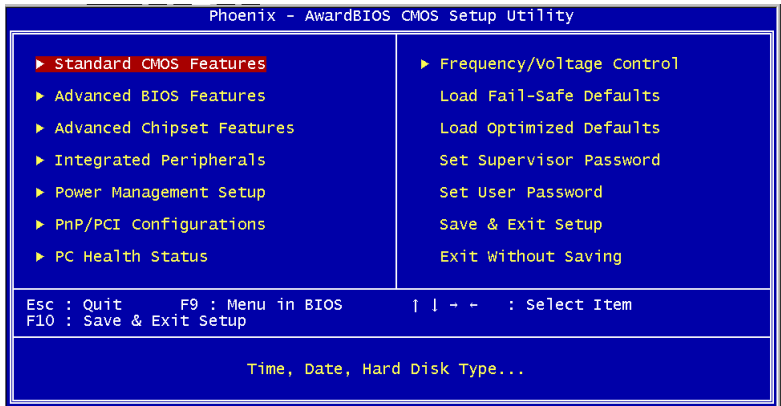 Phoenix - AwardBIOS CMOS Setup Utility
▶ Standard CMOS Features
▶ Advanced BIOS Features
▶ Advanced Chipset Features
▶ Integrated Peripherals
▶ Power Management Setup
▶ PnP/PCI Configurations
▶ PC Health Status
▶ Frequency/Voltage Control
Load Fail-Safe Defaults
Load Optimized Defaults
Set Supervisor Password
Set User Password
Save & Exit Setup
Exit Without Saving
Esc : Quit F9 : Menu in BIOS ↑ ↓ → ← : Select Item
F10 : Save & Exit Setup
Time, Date, Hard Disk Type...